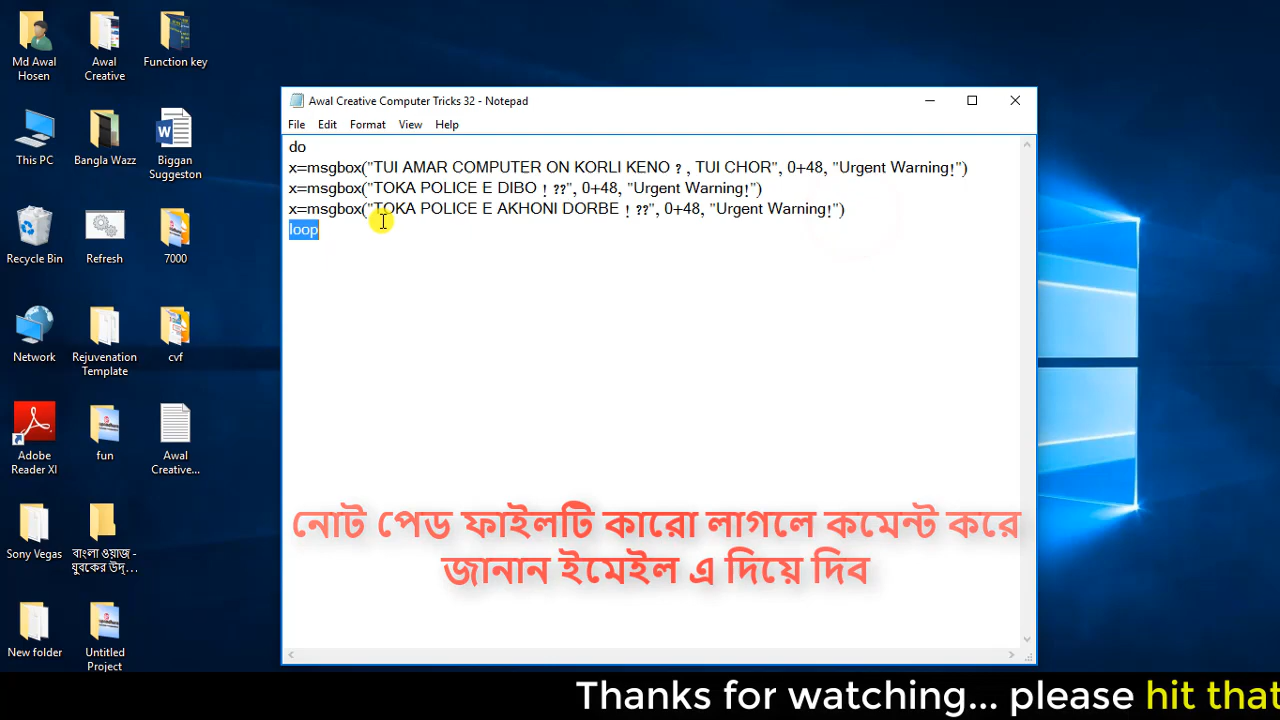 Md Awal
Hosen
Awal
Creative
Function key
This PC
Bangla Wazz
Biggan
Suggeston
Recycle Bin
Refresh
7000
Network
Rejuvenation
Template
cvf
Adobe
Reader XI
fun
Awal
Creative...
Sony Vegas
বাংলা ওয়াজ -
যুবকের উদ্...
New folder
Untitled
Project
Awal Creative Computer Tricks 32 - Notepad
File Edit Format View Help
do
x=msgbox("TUI AMAR COMPUTER ON KORLI KENO ? , TUI CHOR", 0+48, "Urgent Warning!")
x=msgbox("TOKA POLICE E DIBO ! ??", 0+48, "Urgent Warning!")
x=msgbox("TOKA POLICE E AKHONI DORBE ! ??", 0+48, "Urgent Warning!")
loop
নোট পেড ফাইলটি কারো লাগলে কমেন্ট করে
জানান ইমেইল এ দিয়ে দিব
Thanks for watching... please hit that